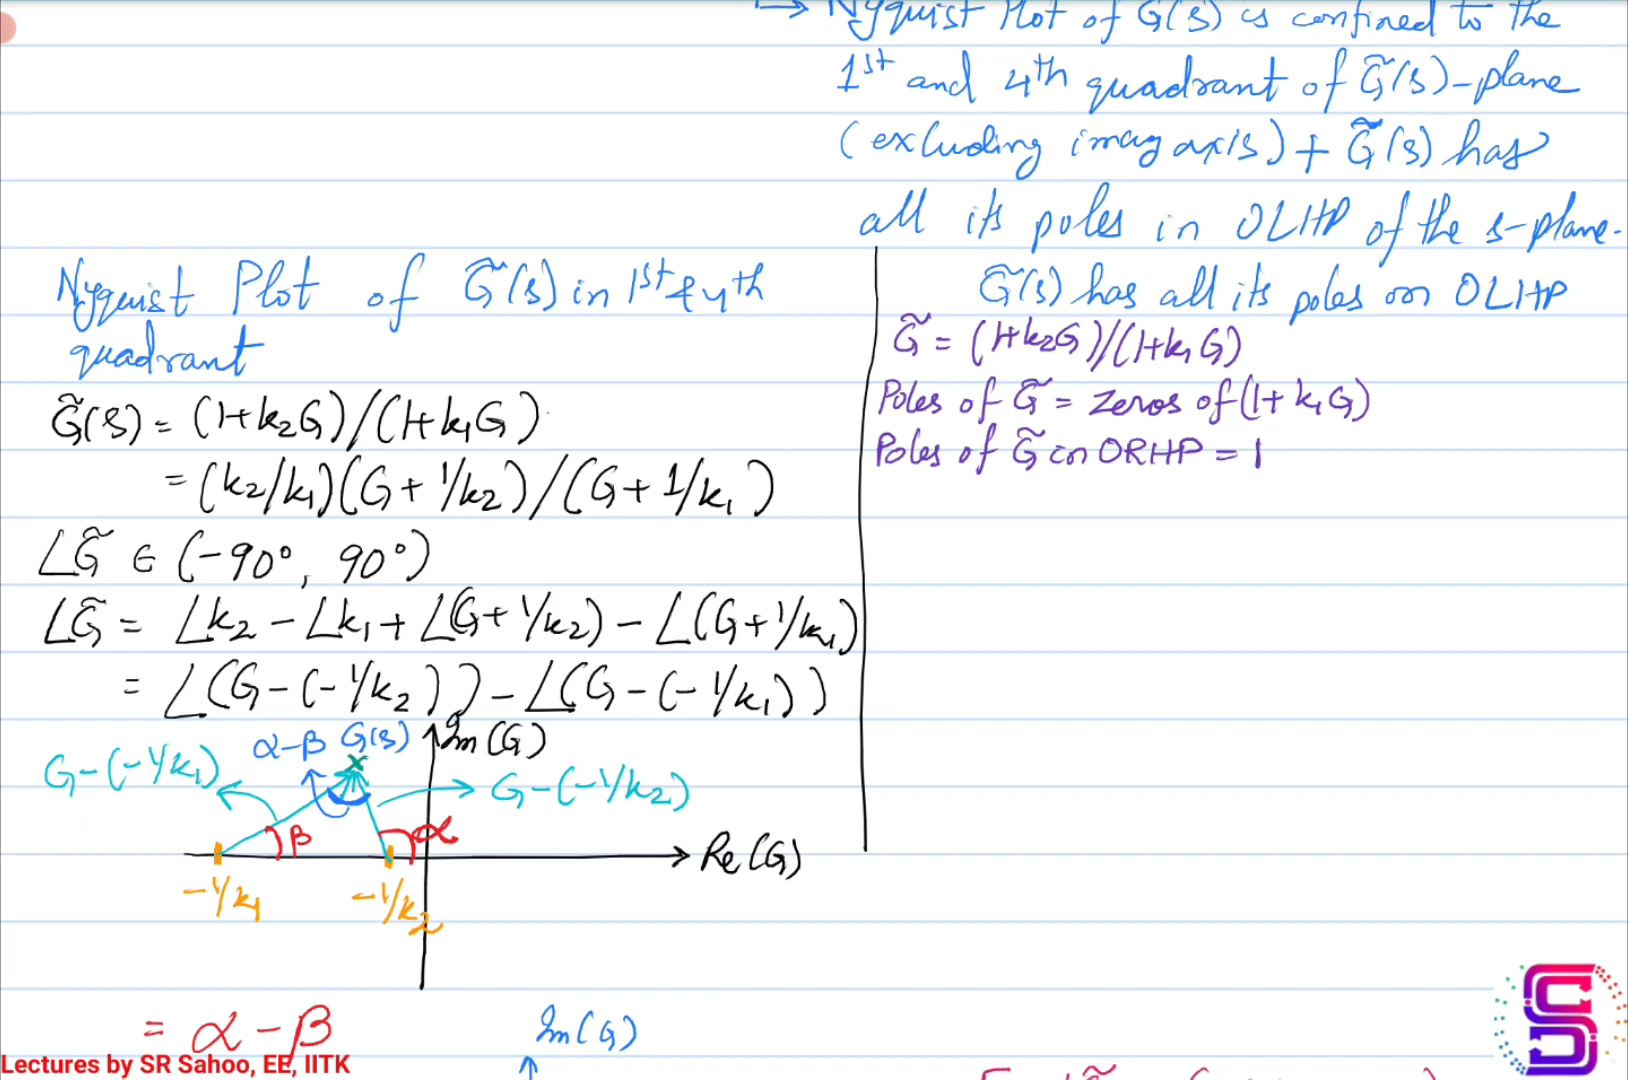 → Nyquist Plot of G̃(s) is confined to the
1st and 4th quadrant of G̃(s)-plane
(excluding imag axis) + G̃(s) has
all its poles in OLHP of the s-plane.
Nyquist Plot of G̃(s) in 1st & 4th
quadrant
G̃(s) = (1+k₂G)/(1+k₁G)
= (k₂/k₁)(G+1/k₂)/(G+1/k₁)
∠G̃ ∈ (-90°, 90°)
∠G̃ = ∠k₂ - ∠k₁ + ∠(G+1/k₂) - ∠(G+1/k₁)
= ∠(G-(-1/k₂)) - ∠(G-(-1/k₁))
G-(-1/k₁)
α-β
G(s)
Im(G)
G-(-1/k₂)
β
α
Re(G)
-1/k₁
-1/k₂
= α-β
Im(G)
G̃(s) has all its poles on OLHP
G̃ = (1+k₂G)/(1+k₁G)
Poles of G̃ = zeros of (1+k₁G)
Poles of G̃ in ORHP = 1
Lectures by SR Sahoo, EE, IITK